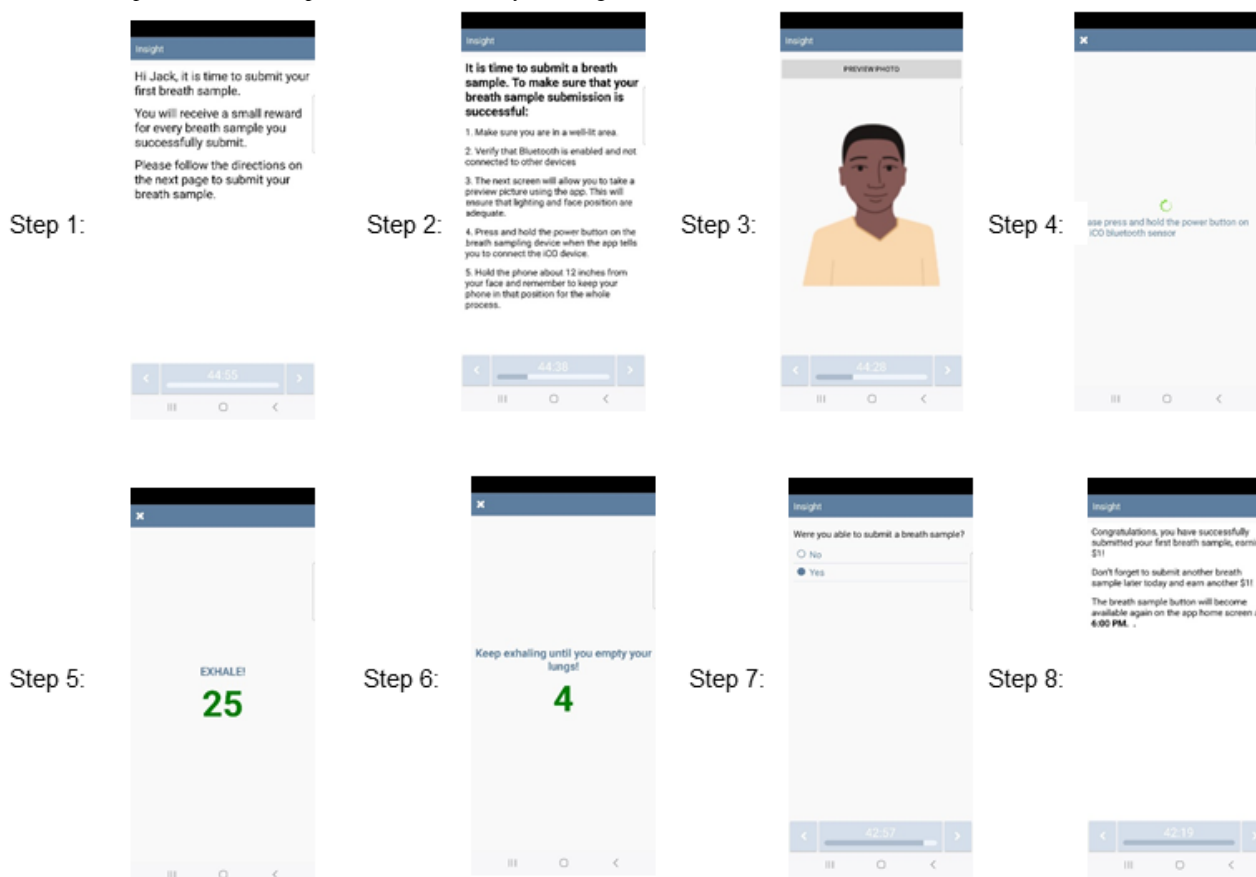 Step 1:
Insight
Hi Jack, it is time to submit your
first breath sample.
You will receive a small reward
for every breath sample you
successfully submit.
Please follow the directions on
the next page to submit your
breath sample.
44:55
Step 2:
Insight
It is time to submit a breath
sample. To make sure that your
breath sample submission is
successful:
1. Make sure you are in a well-lit area.
2. Verify that Bluetooth is enabled and not
connected to other devices
3. The next screen will allow you to take a
preview picture using the app. This will
ensure that lighting and face position are
adequate.
4. Press and hold the power button on the
breath sampling device when the app tells
you to connect the iCO device.
5. Hold the phone about 12 inches from
your face and remember to keep your
phone in that position for the whole
process.
44:38
Step 3:
Insight
PREVIEW PHOTO
44:28
Step 4:
ase press and hold the power button on
iCO bluetooth sensor
Step 5:
EXHALE!
25
Step 6:
Keep exhaling until you empty your
lungs!
4
Step 7:
Insight
Were you able to submit a breath sample?
No
Yes
42:57
Step 8:
Insight
Congratulations, you have successfully
submitted your first breath sample, earni
$1!
Don't forget to submit another breath
sample later today and earn another $1!
The breath sample button will become
available again on the app home screen a
6:00 PM. .
42:19